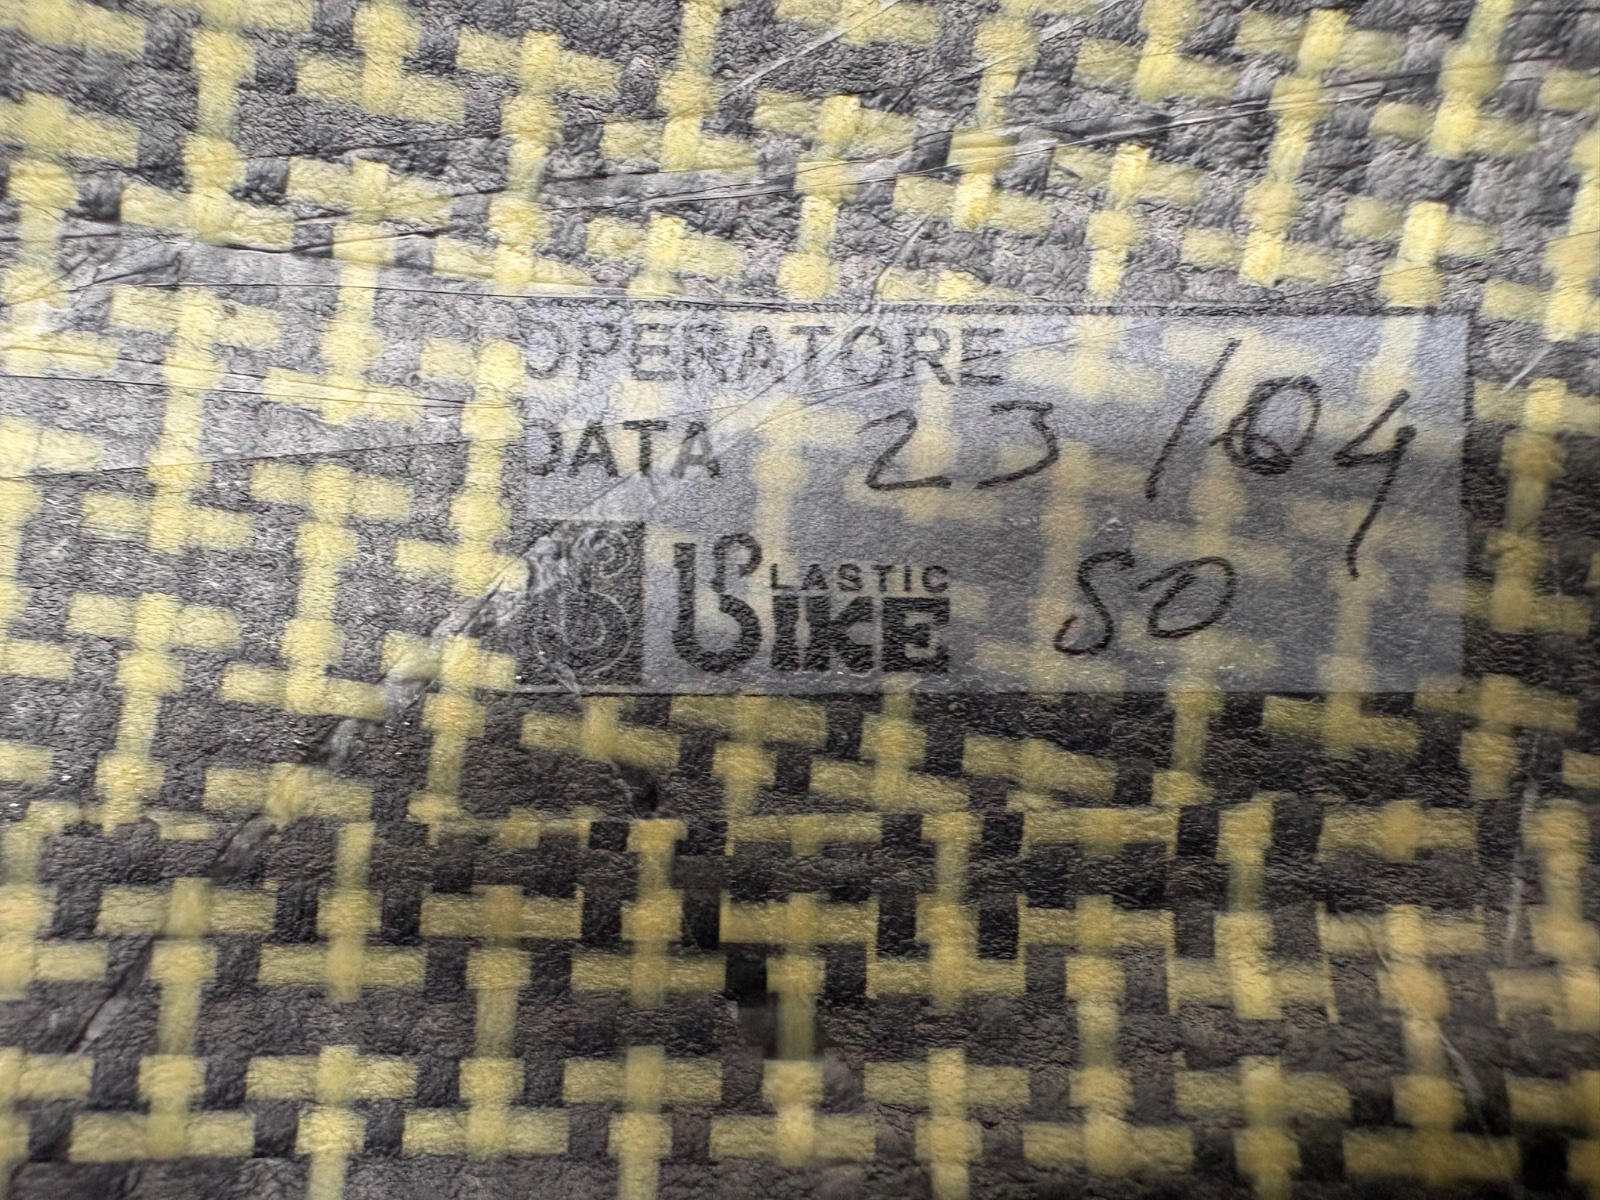 OPERATORE
DATA 23/04
PLASTIC
BIKE 80